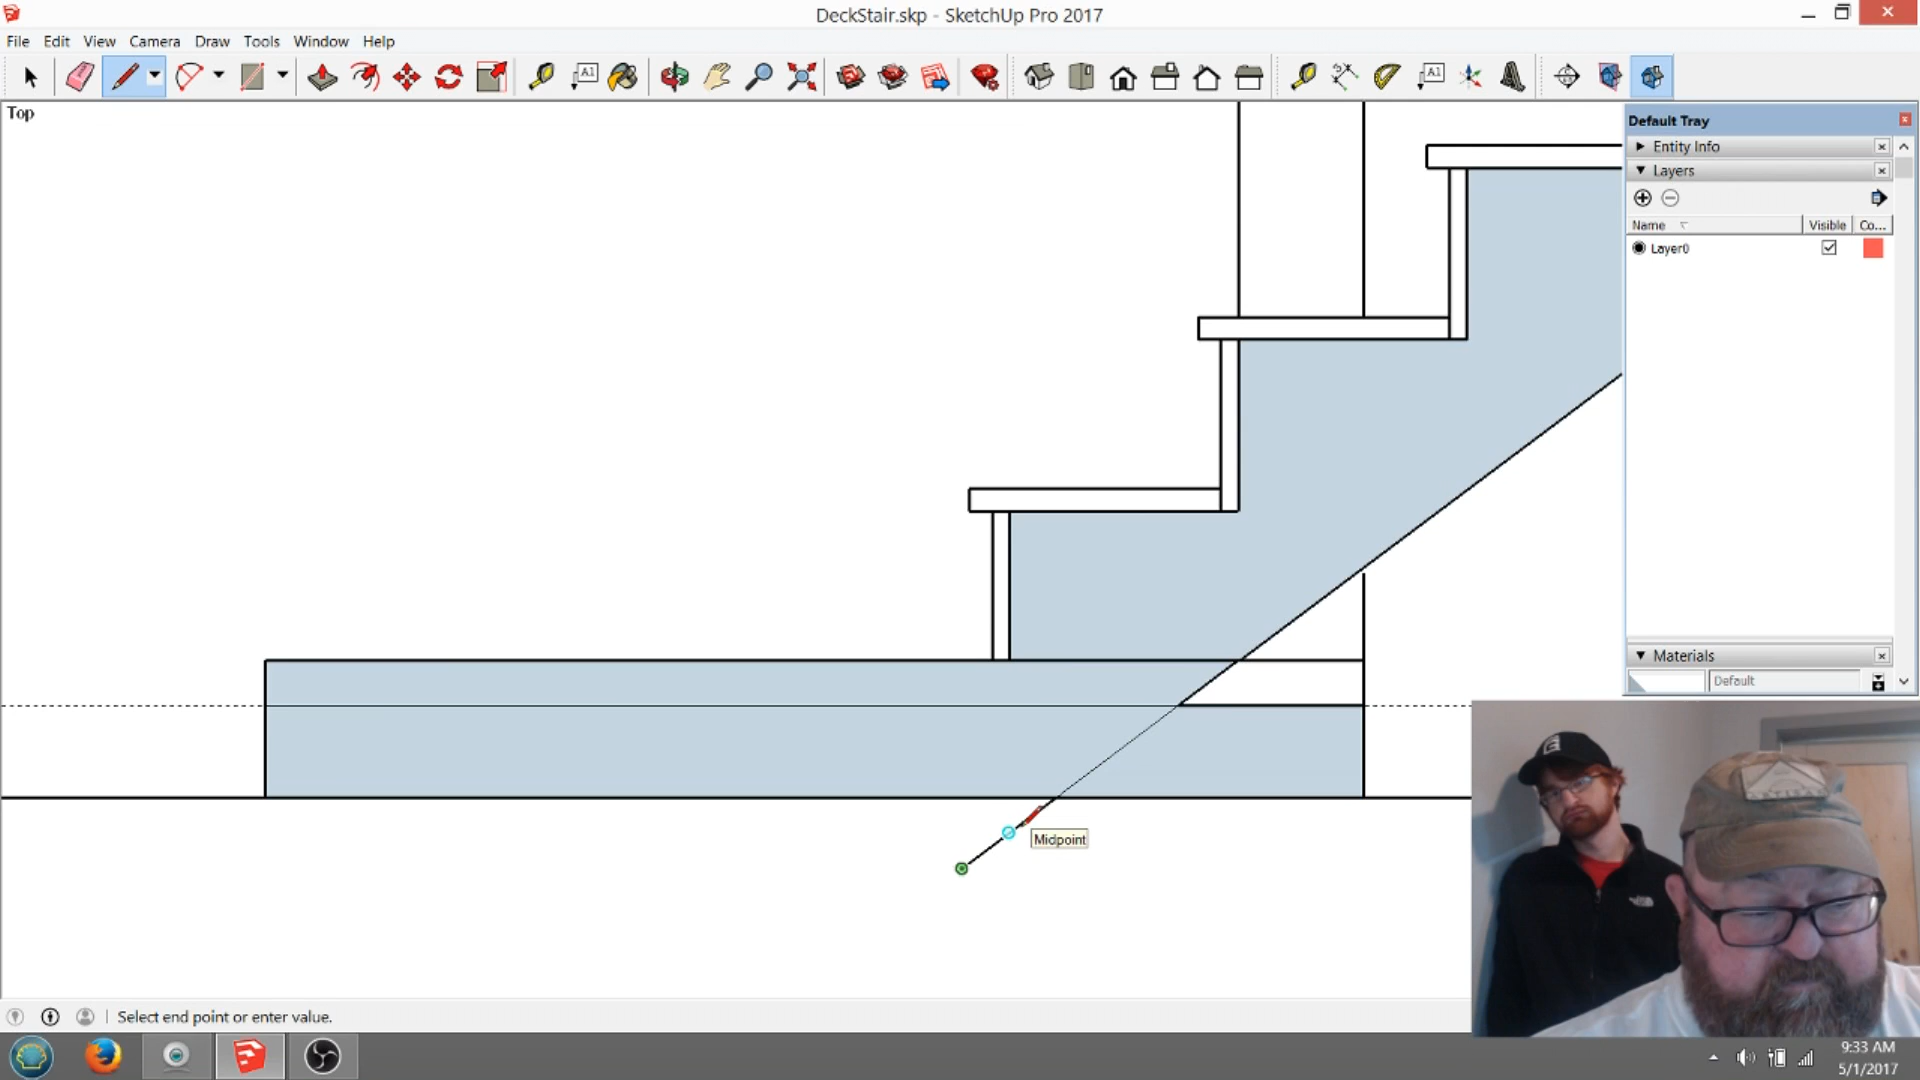 DeckStair.skp - SketchUp Pro 2017
File Edit View Camera Draw Tools Window Help
A1
A1
Top
Default Tray
Entity Info
Layers
Name Visible Co...
Layer0
Materials
Default
Midpoint
Select end point or enter value.
9:33 AM
5/1/2017